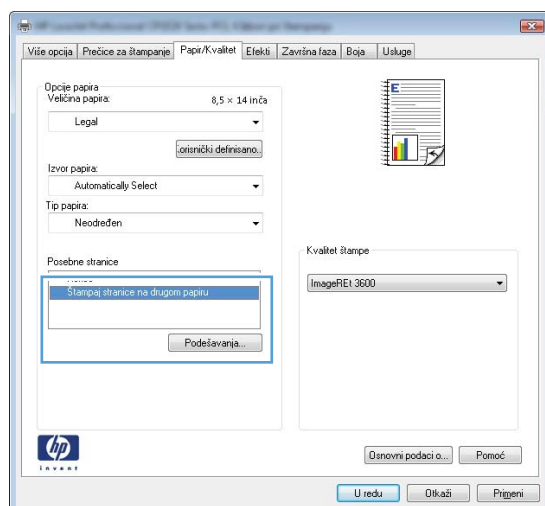 Više opcija Prečice za štampanje Papir/Kvalitet Efekti Završna faza Boja Usluge
Opcije papira
Veličina papira: 8,5 × 14 inča
Legal
:orisnički definisano..
E
Izvor papira:
Automatically Select
Tip papira:
Neodređen
Kvalitet štampe
Posebne stranice
ImageREt 3600
Štampaj stranice na drugom papiru
Podešavanja...
hp
invent
Osnovni podaci o... Pomoć
U redu Otkaži Primeni